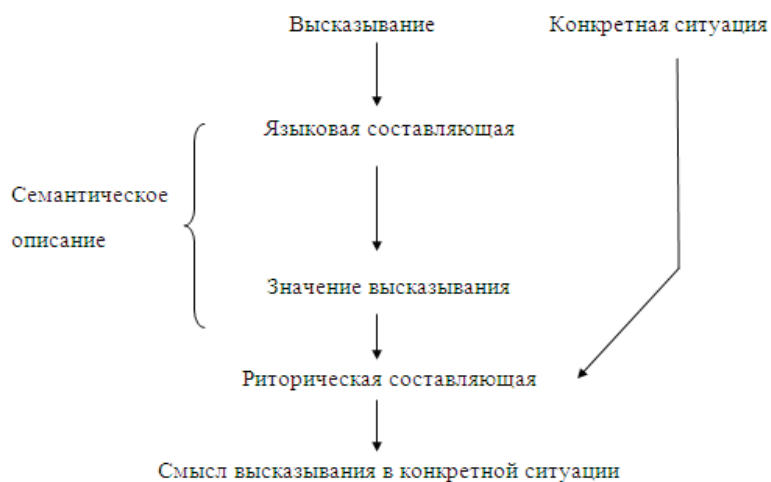 Высказывание
Конкретная ситуация
Языковая составляющая
Семантическое
описание
Значение высказывания
Риторическая составляющая
Смысл высказывания в конкретной ситуации